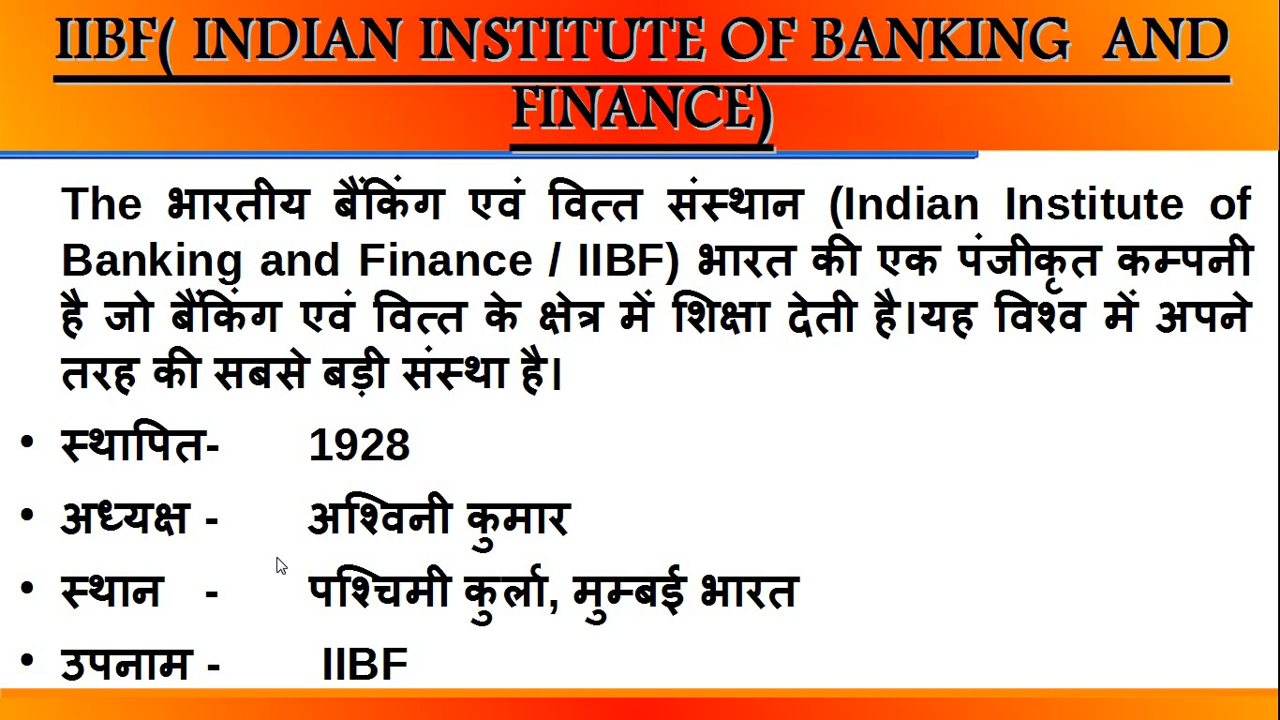 IIBF( INDIAN INSTITUTE OF BANKING AND
FINANCE)
The भारतीय बैंकिंग एवं वित्त संस्थान (Indian Institute of
Banking and Finance / IIBF) भारत की एक पंजीकृत कम्पनी
है जो बैंकिंग एवं वित्त के क्षेत्र में शिक्षा देती है।यह विश्व में अपने
तरह की सबसे बड़ी संस्था है।
• स्थापित- 1928
• अध्यक्ष - अश्विनी कुमार
• स्थान - पश्चिमी कुर्ला, मुम्बई भारत
• उपनाम - IIBF